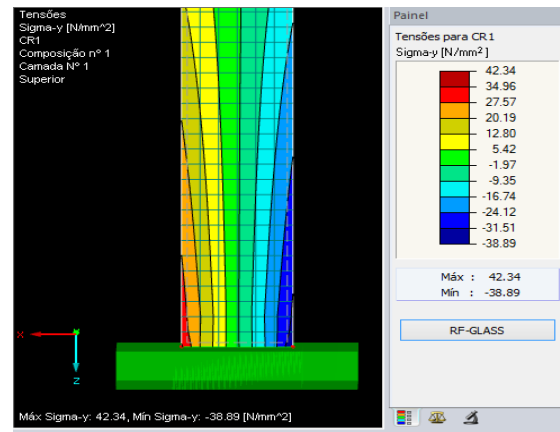 Tensões
Sigma-y [N/mm^2]
CR1
Composição nº 1
Camada Nº 1
Superior
X
Z
Máx Sigma-y: 42.34, Mín Sigma-y: -38.89 [N/mm^2]
Painel
Tensões para CR1
Sigma-y [N/mm²]
42.34
34.96
27.57
20.19
12.80
5.42
-1.97
-9.35
-16.74
-24.12
-31.51
-38.89
Máx : 42.34
Mín : -38.89
RF-GLASS